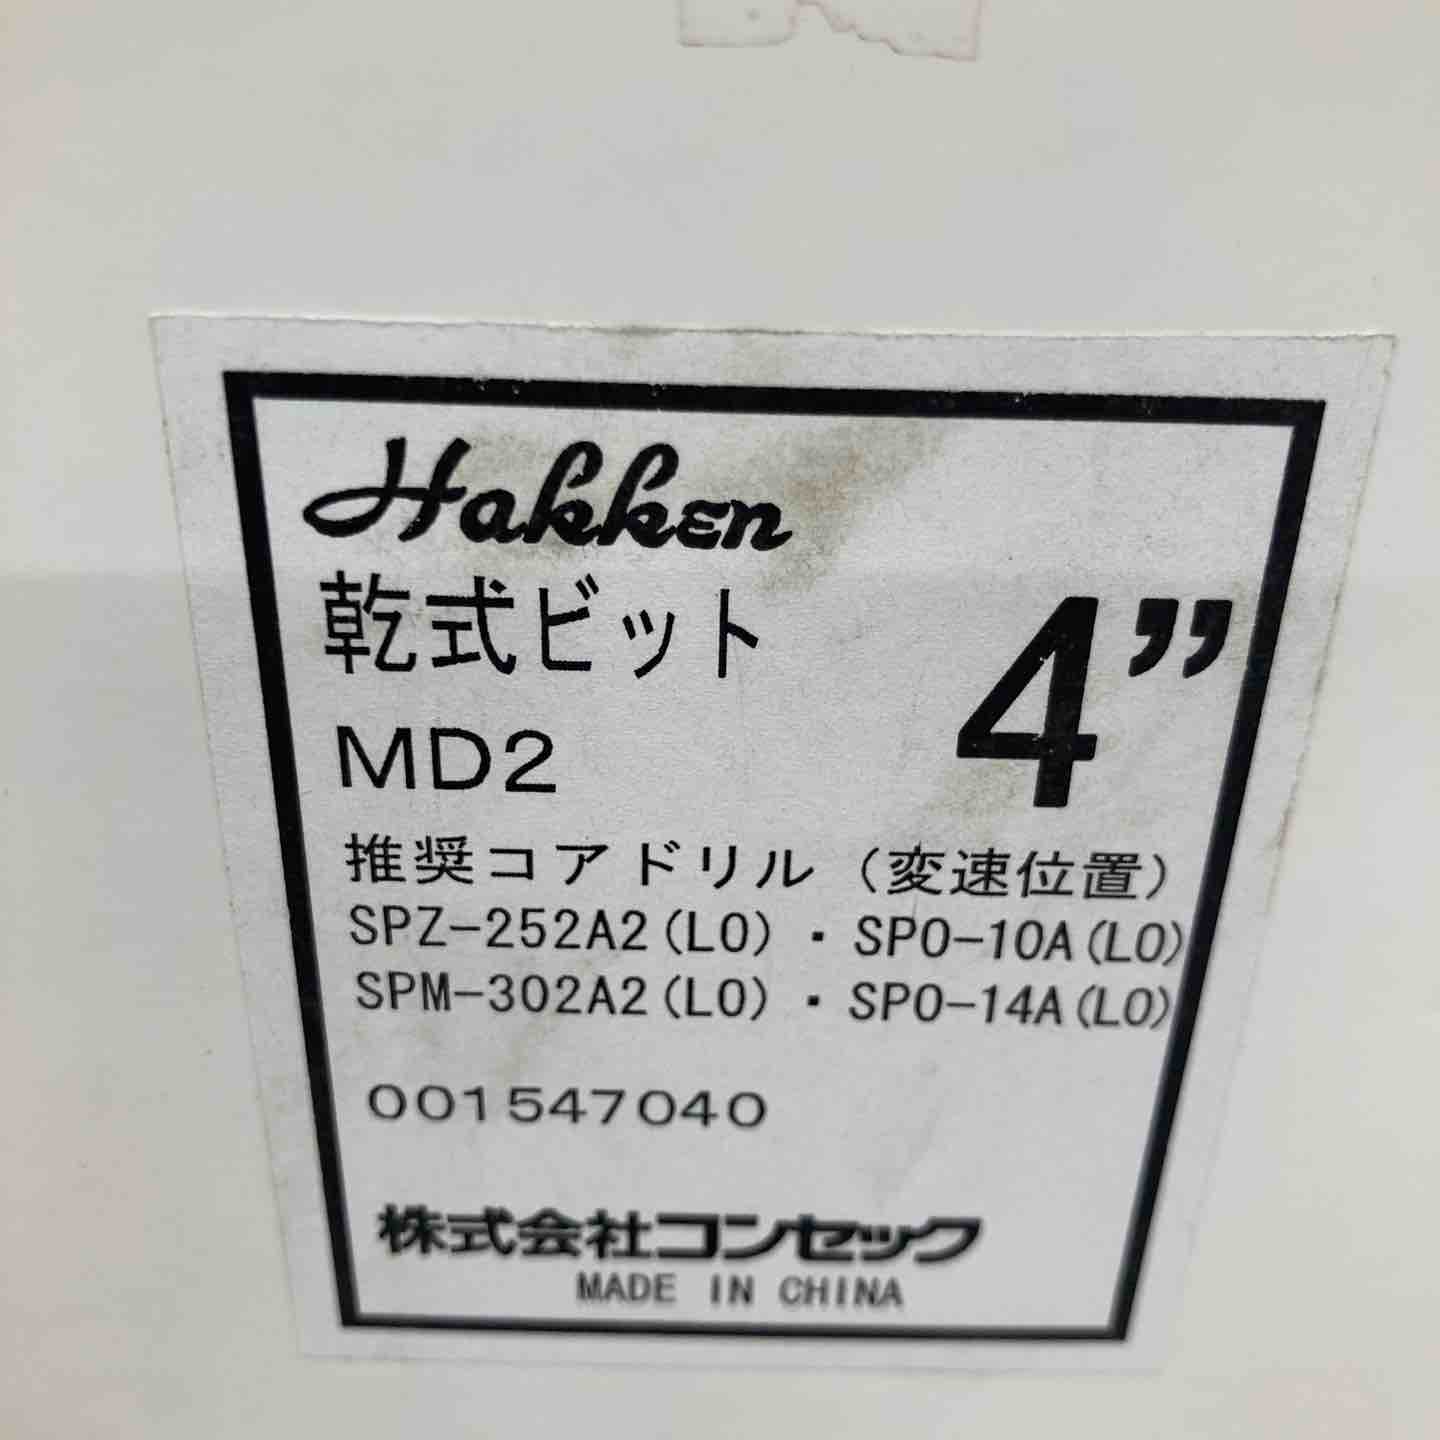 Hakken
乾式ビット
4”
MD2
推奨コアドリル（変速位置）
SPZ-252A2(LO)・SPO-10A(LO)
SPM-302A2(LO)・SPO-14A(LO)
001547040
株式会社コンセック
MADE IN CHINA